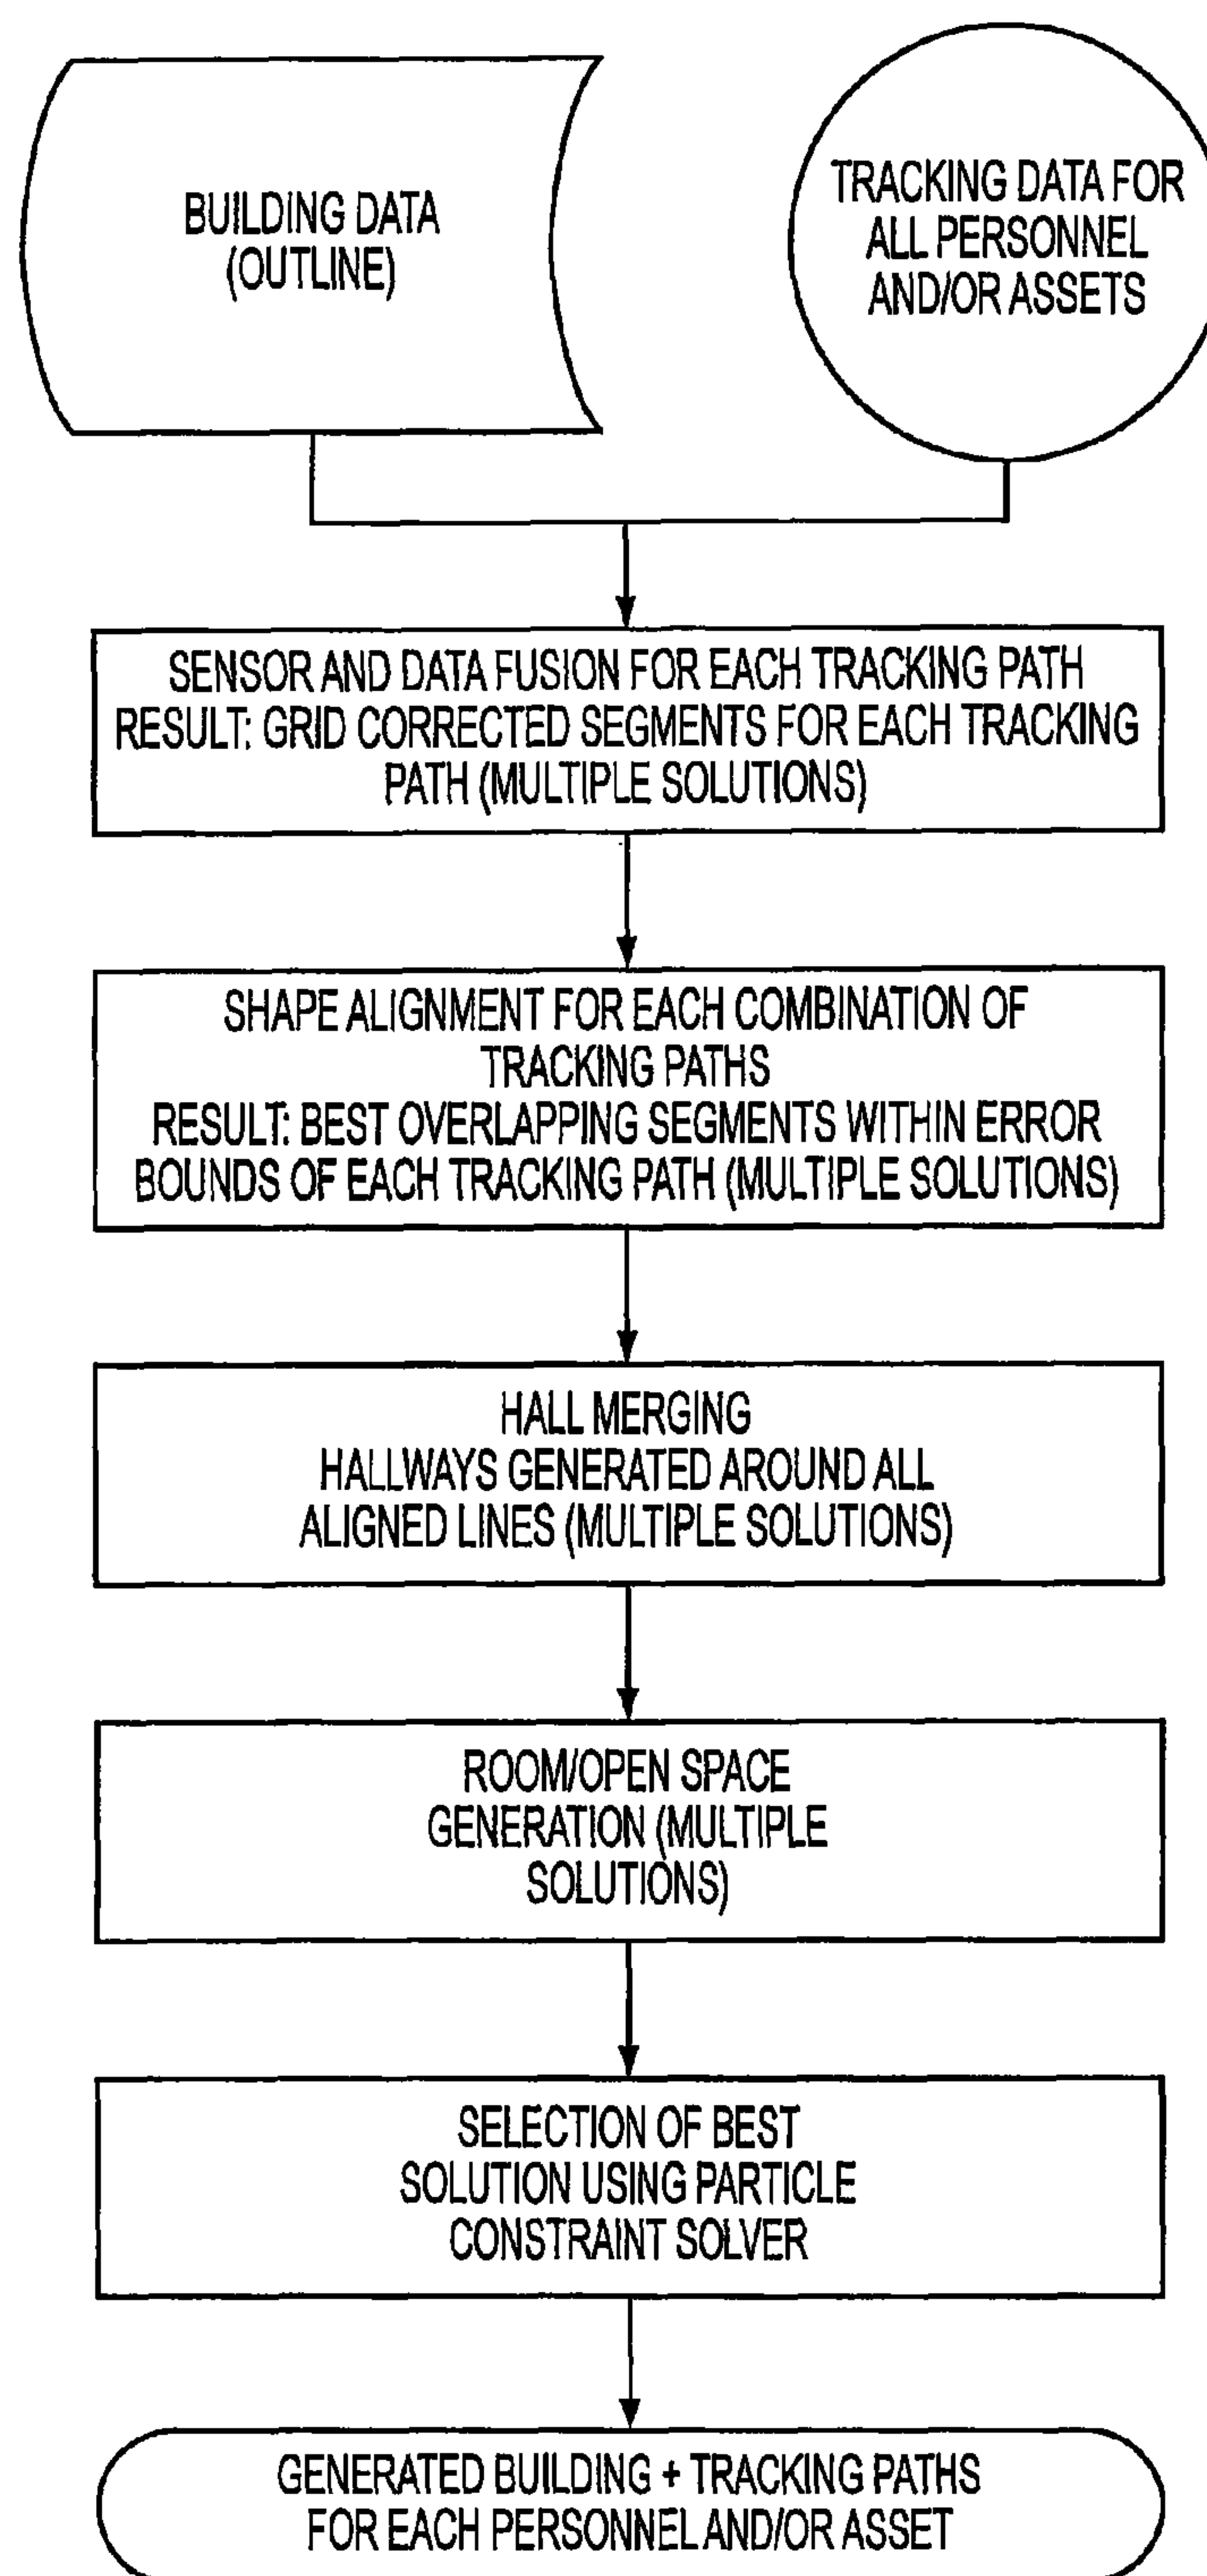 BUILDING DATA
(OUTLINE)
TRACKING DATA FOR
ALL PERSONNEL
AND/OR ASSETS
SENSOR AND DATA FUSION FOR EACH TRACKING PATH
RESULT: GRID CORRECTED SEGMENTS FOR EACH TRACKING
PATH (MULTIPLE SOLUTIONS)
SHAPE ALIGNMENT FOR EACH COMBINATION OF
TRACKING PATHS
RESULT: BEST OVERLAPPING SEGMENTS WITHIN ERROR
BOUNDS OF EACH TRACKING PATH (MULTIPLE SOLUTIONS)
HALL MERGING
HALLWAYS GENERATED AROUND ALL
ALIGNED LINES (MULTIPLE SOLUTIONS)
ROOM/OPEN SPACE
GENERATION (MULTIPLE
SOLUTIONS)
SELECTION OF BEST
SOLUTION USING PARTICLE
CONSTRAINT SOLVER
GENERATED BUILDING + TRACKING PATHS
FOR EACH PERSONNEL AND/OR ASSET